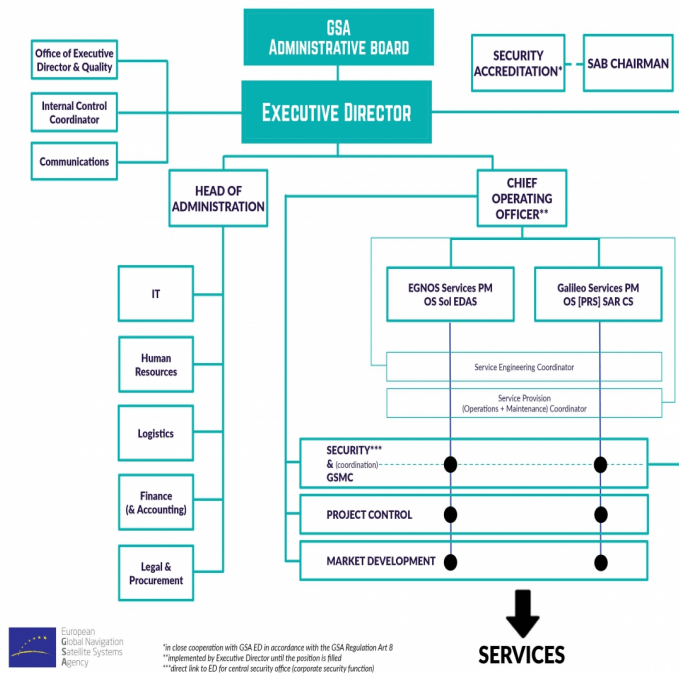 GSA
ADMINISTRATIVE BOARD
Office of Executive
Director & Quality
SECURITY
ACCREDITATION*
SAB CHAIRMAN
Internal Control
Coordinator
EXECUTIVE DIRECTOR
Communications
HEAD OF
ADMINISTRATION
CHIEF
OPERATING
OFFICER**
IT
EGNOS Services PM
OS Sol EDAS
Galileo Services PM
OS [PRS] SAR CS
Human
Resources
Service Engineering Coordinator
Service Provision
(Operations + Maintenance) Coordinator
Logistics
SECURITY***
& (coordination)
GSMC
Finance
(& Accounting)
PROJECT CONTROL
MARKET DEVELOPMENT
Legal &
Procurement
SERVICES
European
Global Navigation
Satellite Systems
Agency
*in close cooperation with GSA ED in accordance with the GSA Regulation Art 8
**implemented by Executive Director until the position is filled
***direct link to ED for central security office (corporate security function)